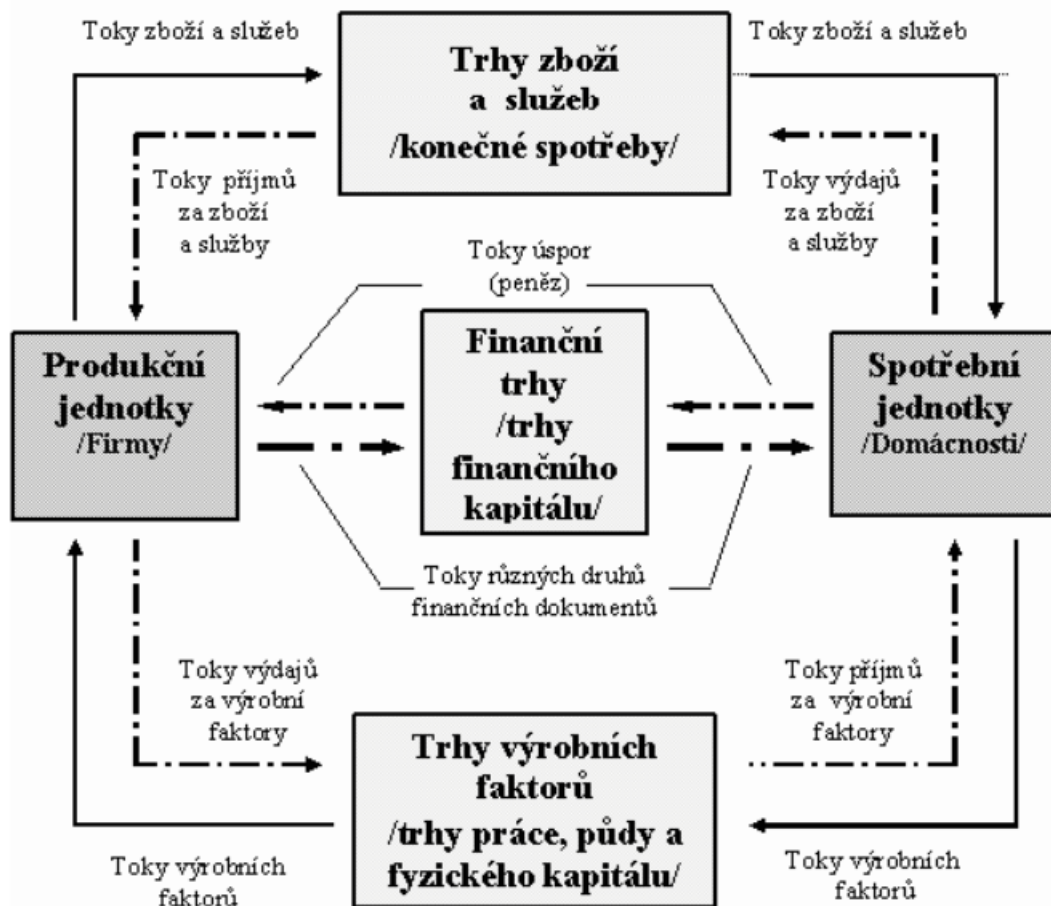 Toky zboží a služeb
Trhy zboží
a služeb
/konečné spotřeby/
Toky zboží a služeb
Toky příjmů
za zboží
a služby
Toky výdajů
za zboží
a služby
Toky úspor
(peněz)
Produkční
jednotky
/Firmy/
Finanční
trhy
/trhy
finančního
kapitálu/
Spotřební
jednotky
/Domácnosti/
Toky různých druhů
finančních dokumentů
Toky výdajů
za výrobní
faktory
Toky příjmů
za výrobní
faktory
Trhy výrobních
faktorů
/trhy práce, půdy a
fyzického kapitálu/
Toky výrobních
faktorů
Toky výrobních
faktorů